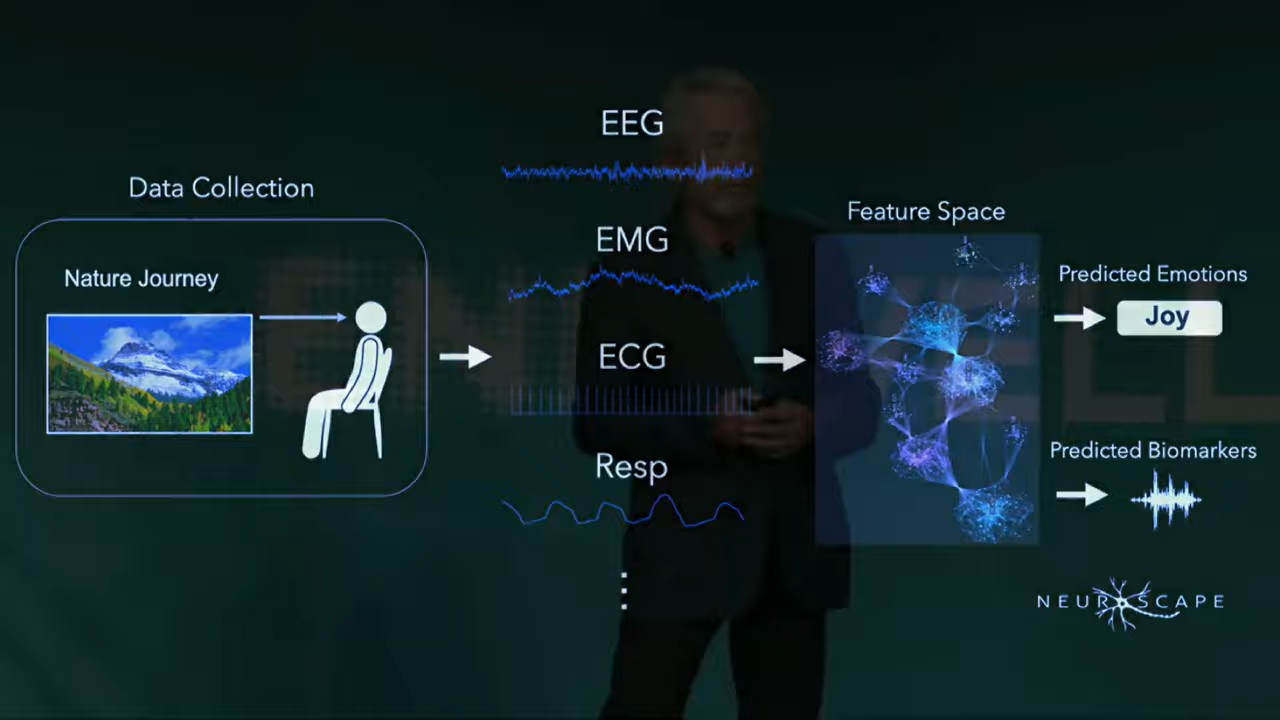 Data Collection
Nature Journey
EEG
EMG
ECG
Resp
Feature Space
Predicted Emotions
Joy
Predicted Biomarkers
NEUROSCAPE